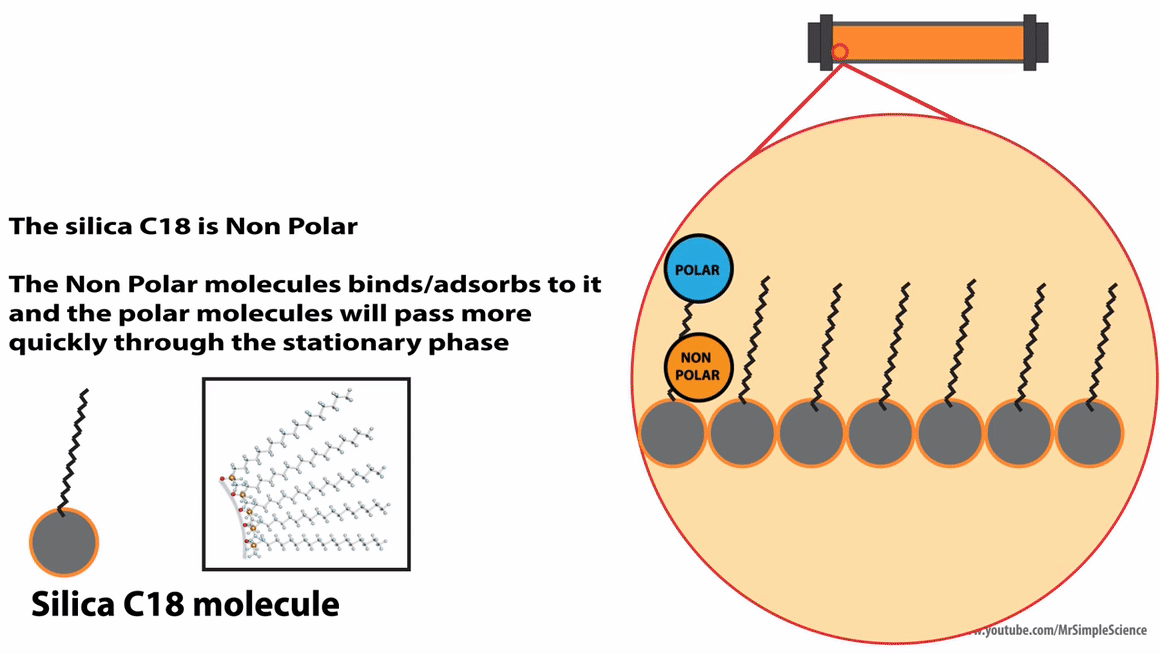 The silica C18 is Non Polar
The Non Polar molecules binds/adsorbs to it
and the polar molecules will pass more
quickly through the stationary phase
Silica C18 molecule
POLAR
NON
POLAR
.youtube.com/MrSimpleScience